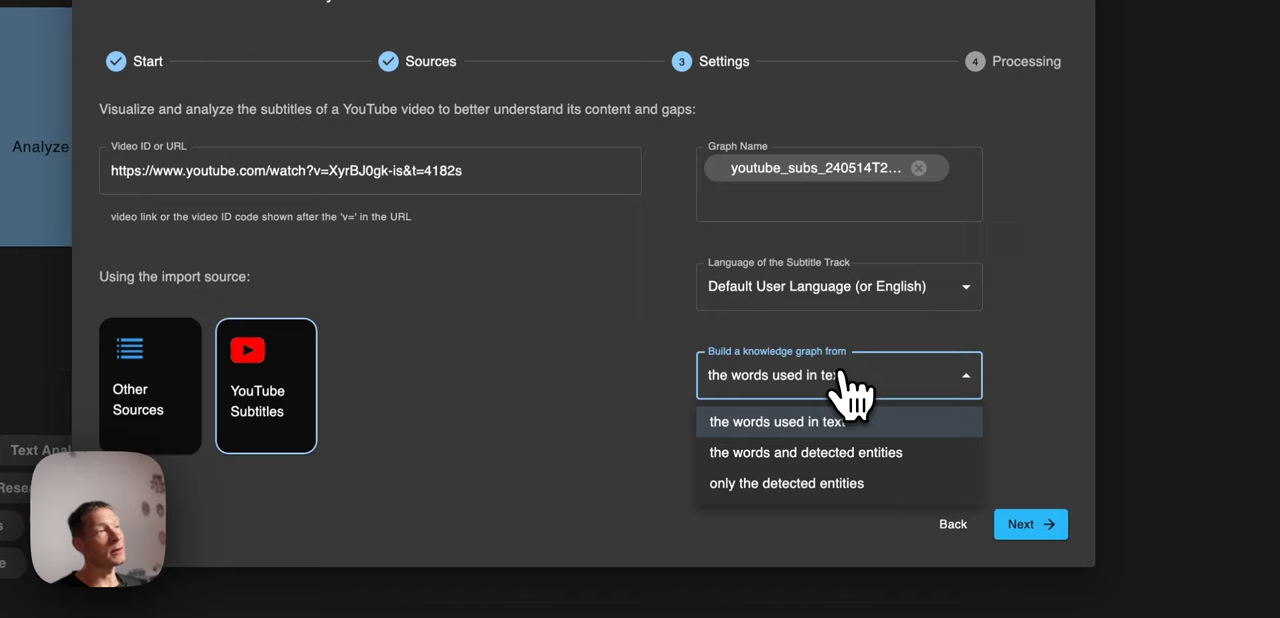 Start
Sources
3 Settings
4 Processing
Visualize and analyze the subtitles of a YouTube video to better understand its content and gaps:
Analyze
Video ID or URL
https://www.youtube.com/watch?v=XyrBJ0gk-is&t=4182s
video link or the video ID code shown after the 'v=' in the URL
Graph Name
youtube_subs_240514T2...
Using the import source:
Other
Sources
YouTube
Subtitles
Language of the Subtitle Track
Default User Language (or English)
Build a knowledge graph from
the words used in
the words used in text
the words and detected entities
only the detected entities
Text
Back
Next